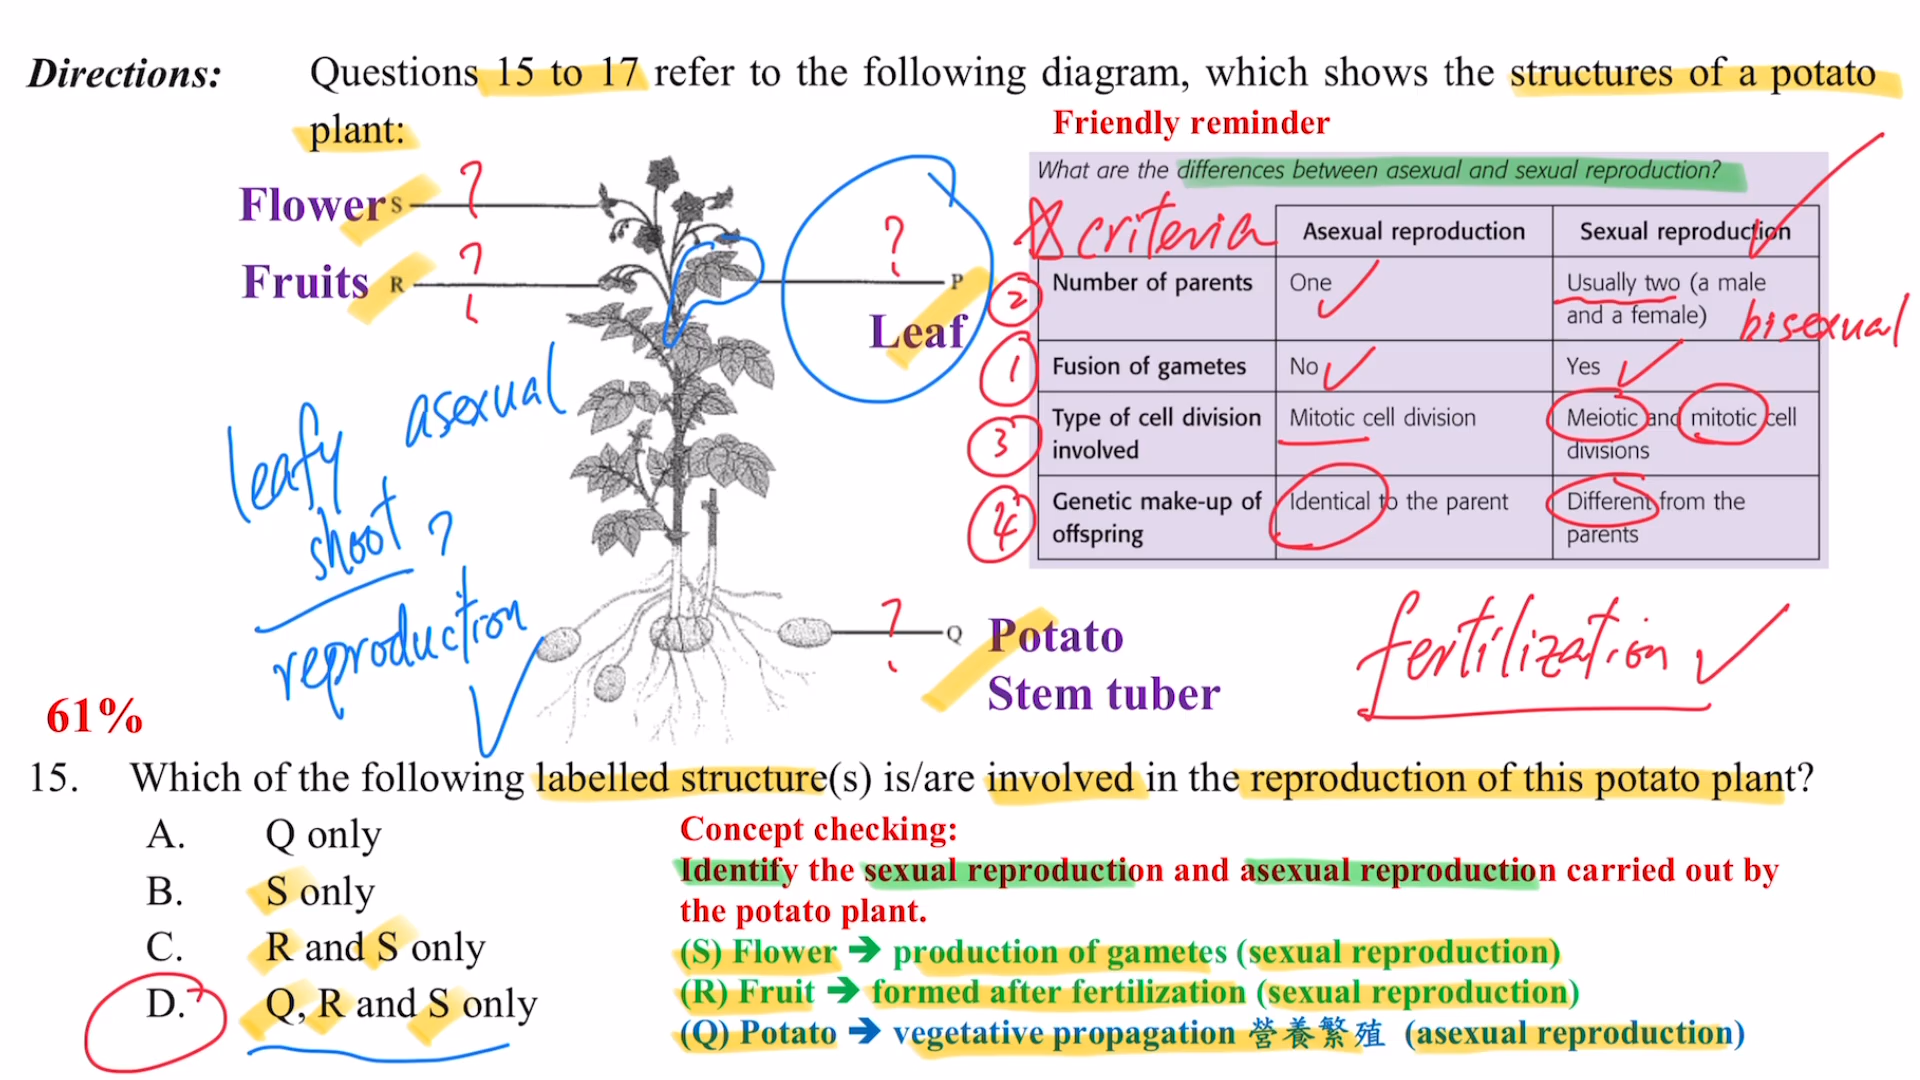 Directions: Questions 15 to 17 refer to the following diagram, which shows the structures of a potato
plant:
Friendly reminder
Flower S ?
Fruits R ?
? P
Leaf
leafy asexual
shoot ?
reproduction
What are the differences between asexual and sexual reproduction?
criteria Asexual reproduction Sexual reproduction
2 Number of parents One Usually two (a male
and a female) bisexual
1 Fusion of gametes No Yes
3 Type of cell division Mitotic cell division Meiotic and mitotic cell
involved divisions
4 Genetic make-up of Identical to the parent Different from the
offspring parents
? Q Potato
Stem tuber
fertilization
61%
15. Which of the following labelled structure(s) is/are involved in the reproduction of this potato plant?
A. Q only
B. S only
C. R and S only
D. Q, R and S only
Concept checking:
Identify the sexual reproduction and asexual reproduction carried out by
the potato plant.
(S) Flower ➔ production of gametes (sexual reproduction)
(R) Fruit ➔ formed after fertilization (sexual reproduction)
(Q) Potato ➔ vegetative propagation 營養繁殖 (asexual reproduction)